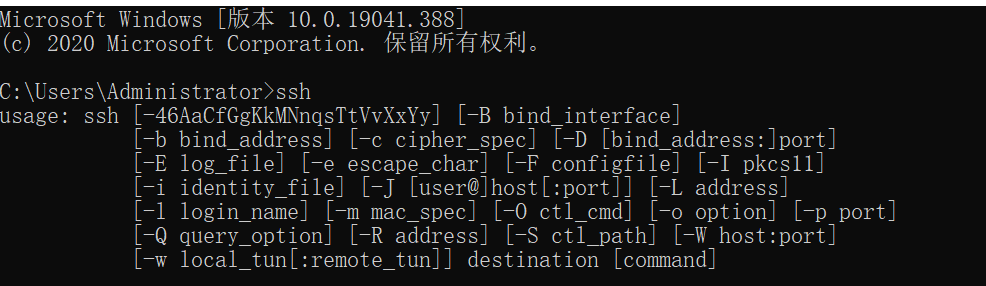 Microsoft Windows [版本 10.0.19041.388]
(c) 2020 Microsoft Corporation. 保留所有权利。
C:\Users\Administrator>ssh
usage: ssh [-46AaCfGgKkMNnqsTtVvXxYy] [-B bind_interface]
[-b bind_address] [-c cipher_spec] [-D [bind_address:]port]
[-E log_file] [-e escape_char] [-F configfile] [-I pkcs11]
[-i identity_file] [-J [user@]host[:port]] [-L address]
[-l login_name] [-m mac_spec] [-O ctl_cmd] [-o option] [-p port]
[-Q query_option] [-R address] [-S ctl_path] [-W host:port]
[-w local_tun[:remote_tun]] destination [command]